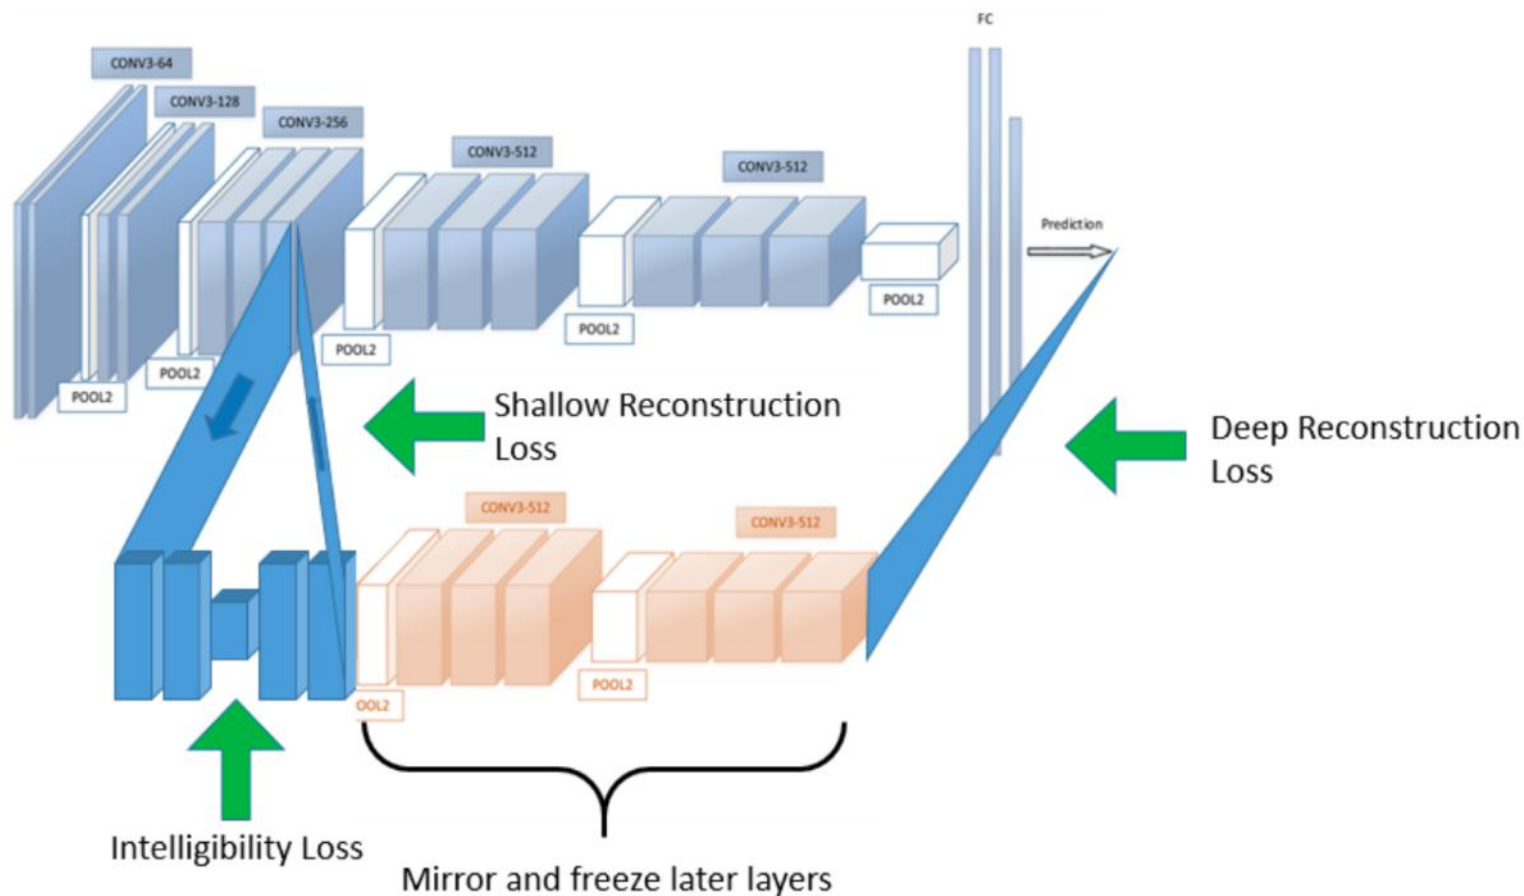 FC
CONV3-64
CONV3-128
CONV3-256
CONV3-512
CONV3-512
Prediction
POOL2
POOL2
POOL2
POOL2
POOL2
Shallow Reconstruction
Loss
Deep Reconstruction
Loss
CONV3-512
CONV3-512
POOL2
OOL2
Intelligibility Loss
Mirror and freeze later layers